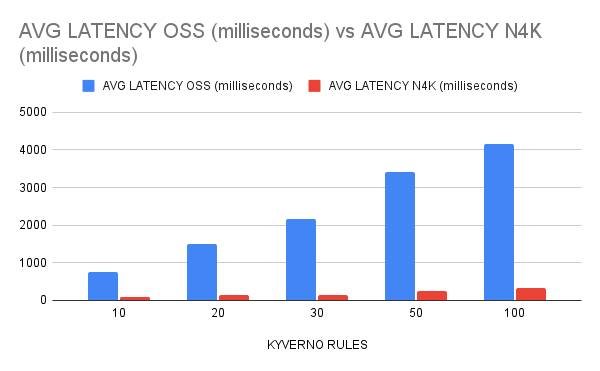 AVG LATENCY OSS (milliseconds) vs AVG LATENCY N4K
(milliseconds)
AVG LATENCY OSS (milliseconds) AVG LATENCY N4K (milliseconds)
5000
4000
3000
2000
1000
0
10 20 30 50 100
KYVERNO RULES